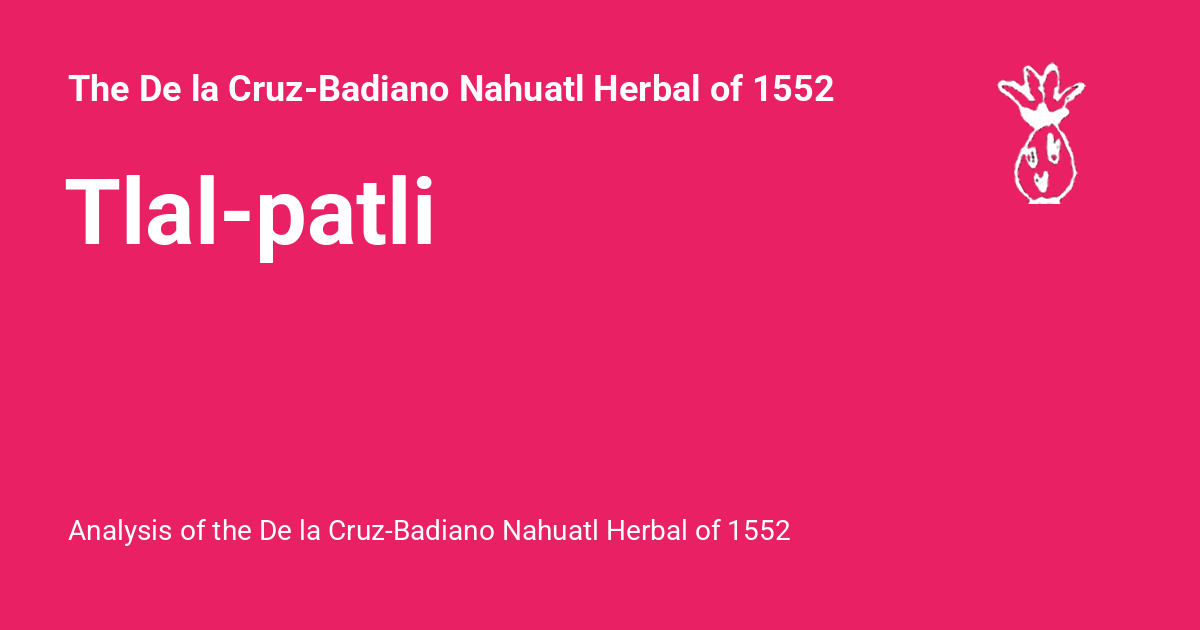 The De la Cruz-Badiano Nahuatl Herbal of 1552
Tlal-patli
Analysis of the De la Cruz-Badiano Nahuatl Herbal of 1552